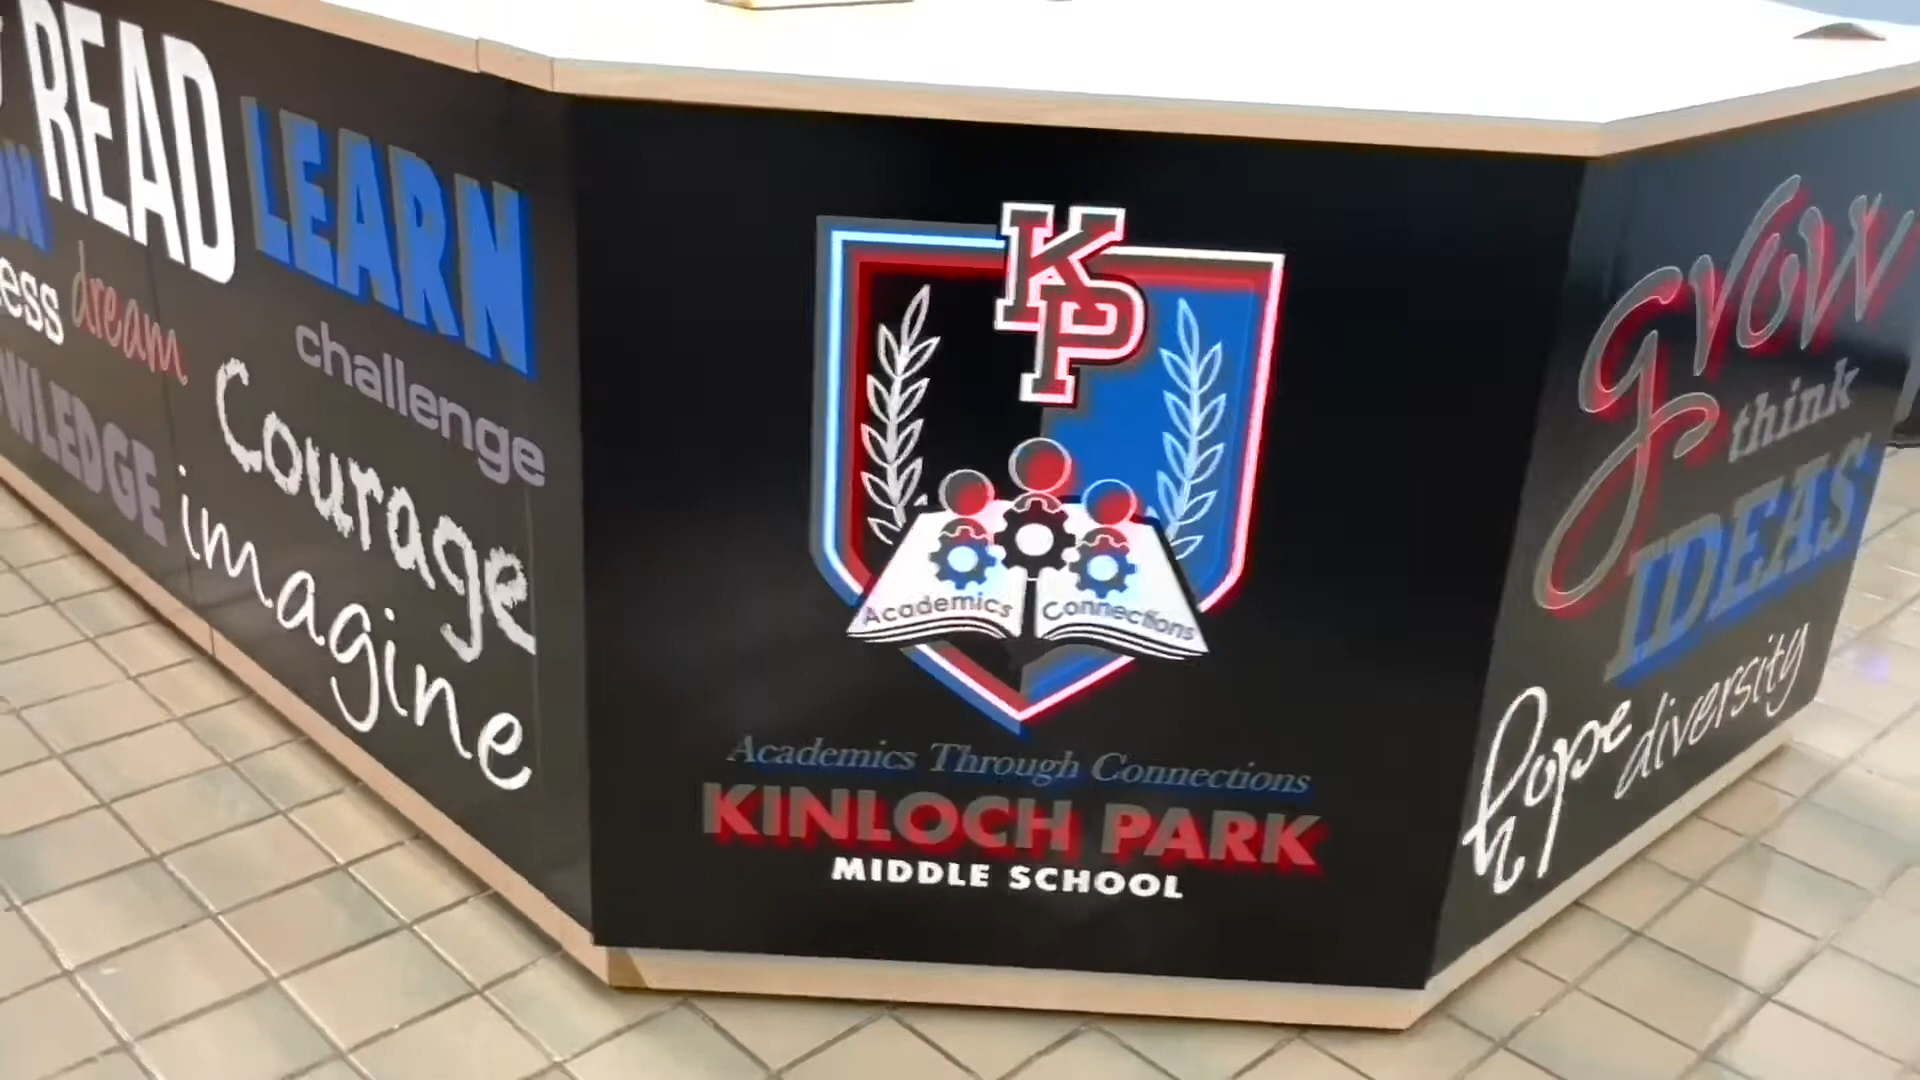 READ
LEARN
dream
challenge
Courage
imagine
KP
Academics Connections
Academics Through Connections
KINLOCH PARK
MIDDLE SCHOOL
grow
think
IDEAS
hope
diversity